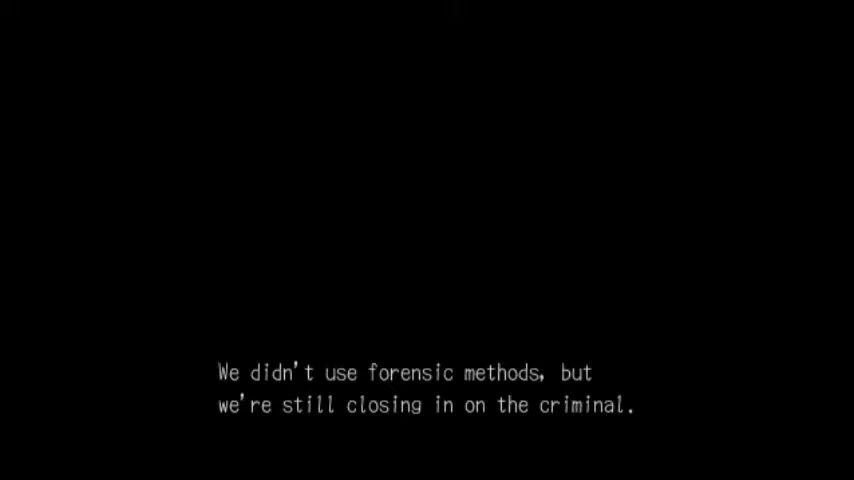 We didn't use forensic methods, but
we're still closing in on the criminal.